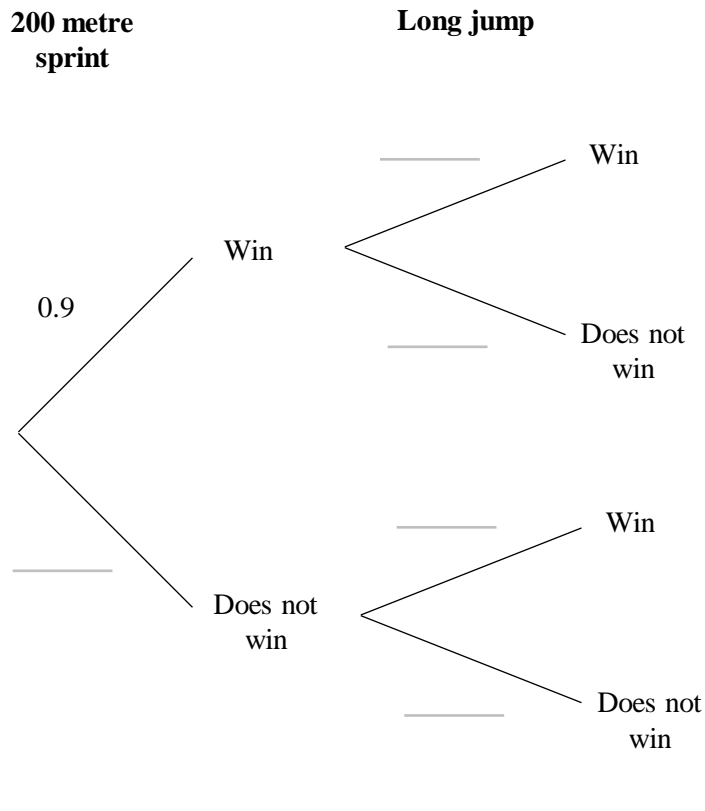 200 metre
sprint
Long jump
Win
Win
0.9
Does not
win
Win
Does not
win
Does not
win